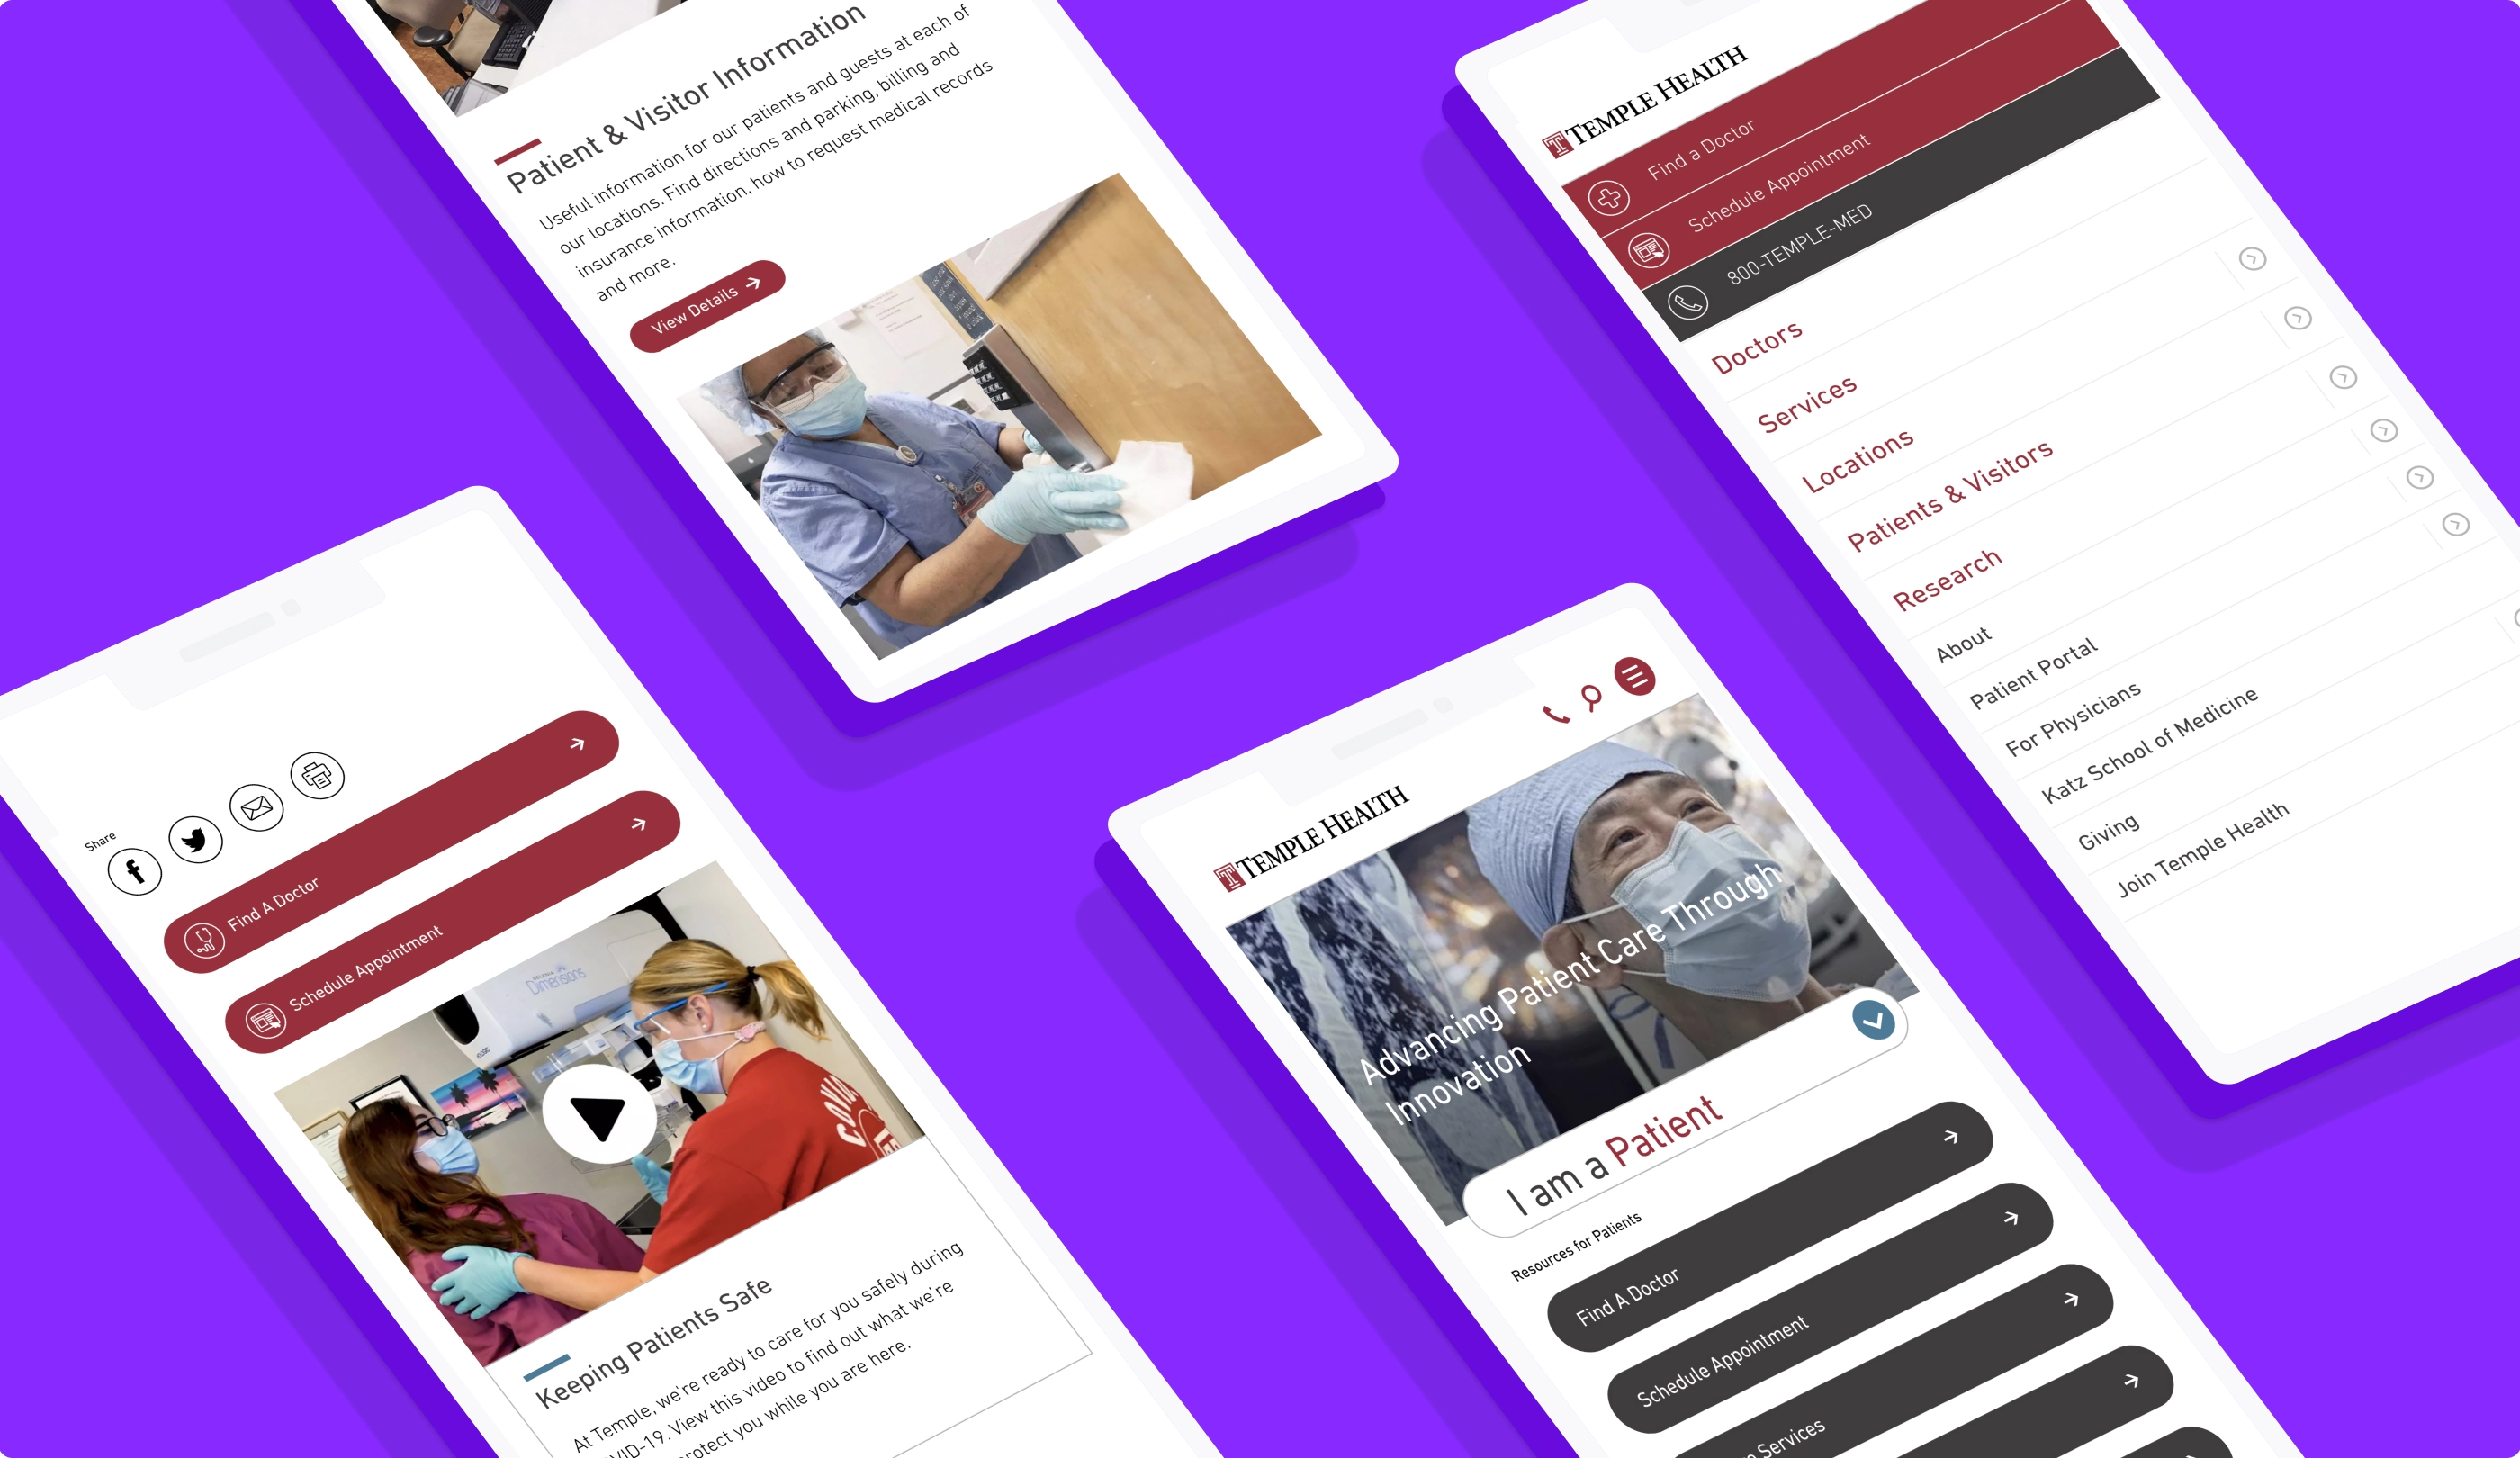 Patient & Visitor Information
Useful information for our patients and guests at each of
our locations. Find directions and parking, billing and
insurance information, how to request medical records
and more.
View Details
TEMPLE HEALTH
Find a Doctor
Schedule Appointment
800-TEMPLE-MED
Doctors
Services
Locations
Patients & Visitors
Research
About
Patient Portal
For Physicians
Katz School of Medicine
Giving
Join Temple Health
Share
Find A Doctor
Schedule Appointment
Dimensions
Keeping Patients Safe
At Temple, we're ready to care for you safely during
VID-19. View this video to find out what we're
rotect you while you are here.
TEMPLE HEALTH
Advancing Patient Care Through
Innovation
I am a Patient
Resources for Patients
Find A Doctor
Schedule Appointment
Services